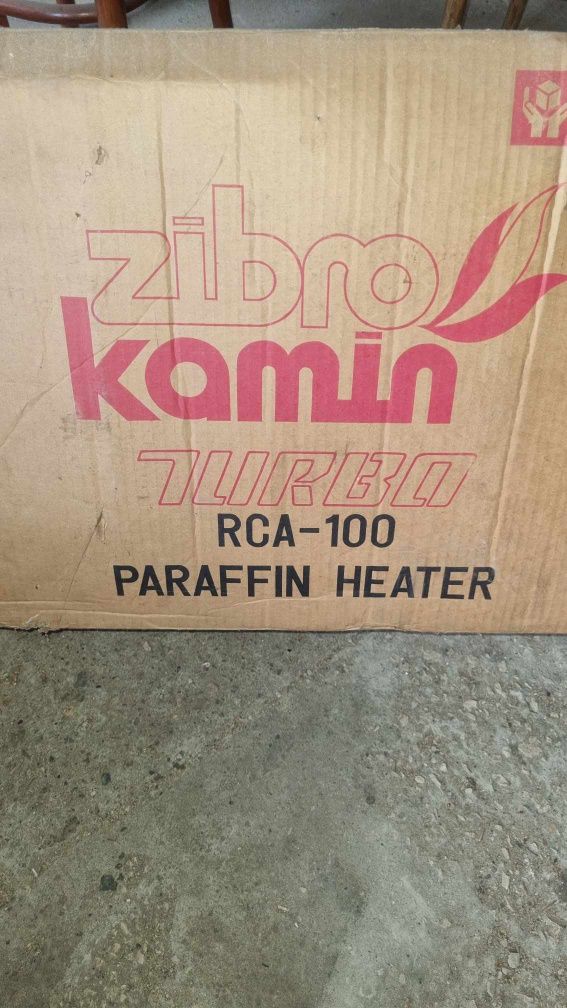 zibro
kamin
TURBO
RCA-100
PARAFFIN HEATER